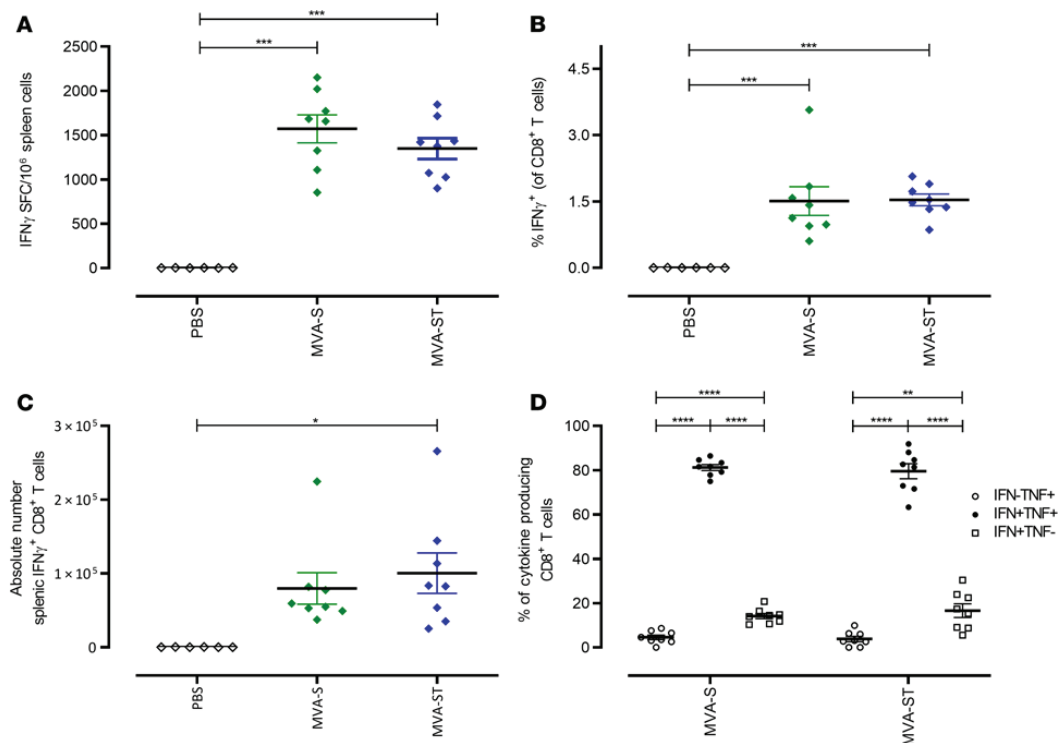 A
***
***
IFNγ SFC/10⁶ spleen cells
2500
2000
1500
1000
500
0
PBS
MVA-S
MVA-ST
B
***
***
% IFNγ⁺ (of CD8⁺ T cells)
4.5
3.0
1.5
0.0
PBS
MVA-S
MVA-ST
C
*
Absolute number
splenic IFNγ⁺ CD8⁺ T cells
3×10⁵
2×10⁵
1×10⁵
0
PBS
MVA-S
MVA-ST
D
**** **
**** **** **** ****
% of cytokine producing
CD8⁺ T cells
100
80
60
40
20
0
MVA-S
MVA-ST
IFN-TNF+
IFN+TNF+
IFN+TNF-